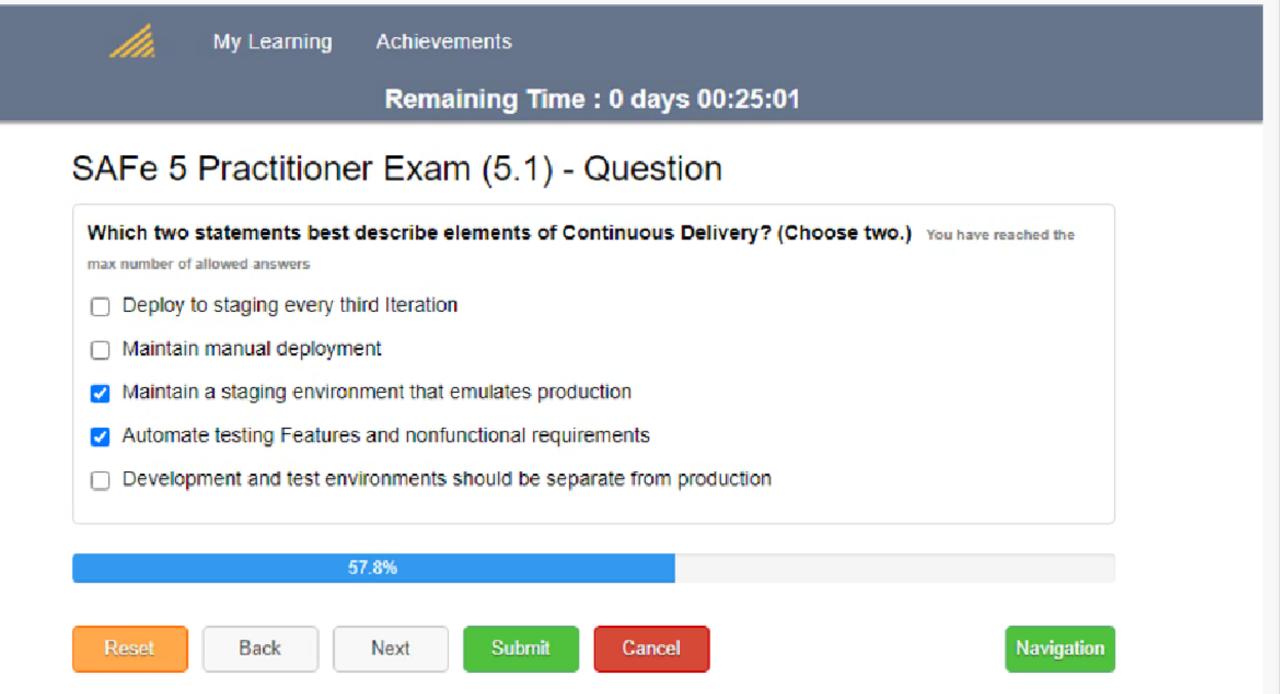 My Learning Achievements
Remaining Time : 0 days 00:25:01
SAFe 5 Practitioner Exam (5.1) - Question
Which two statements best describe elements of Continuous Delivery? (Choose two.) You have reached the
max number of allowed answers
Deploy to staging every third Iteration
Maintain manual deployment
Maintain a staging environment that emulates production
Automate testing Features and nonfunctional requirements
Development and test environments should be separate from production
57.8%
Reset Back Next Submit Cancel Navigation